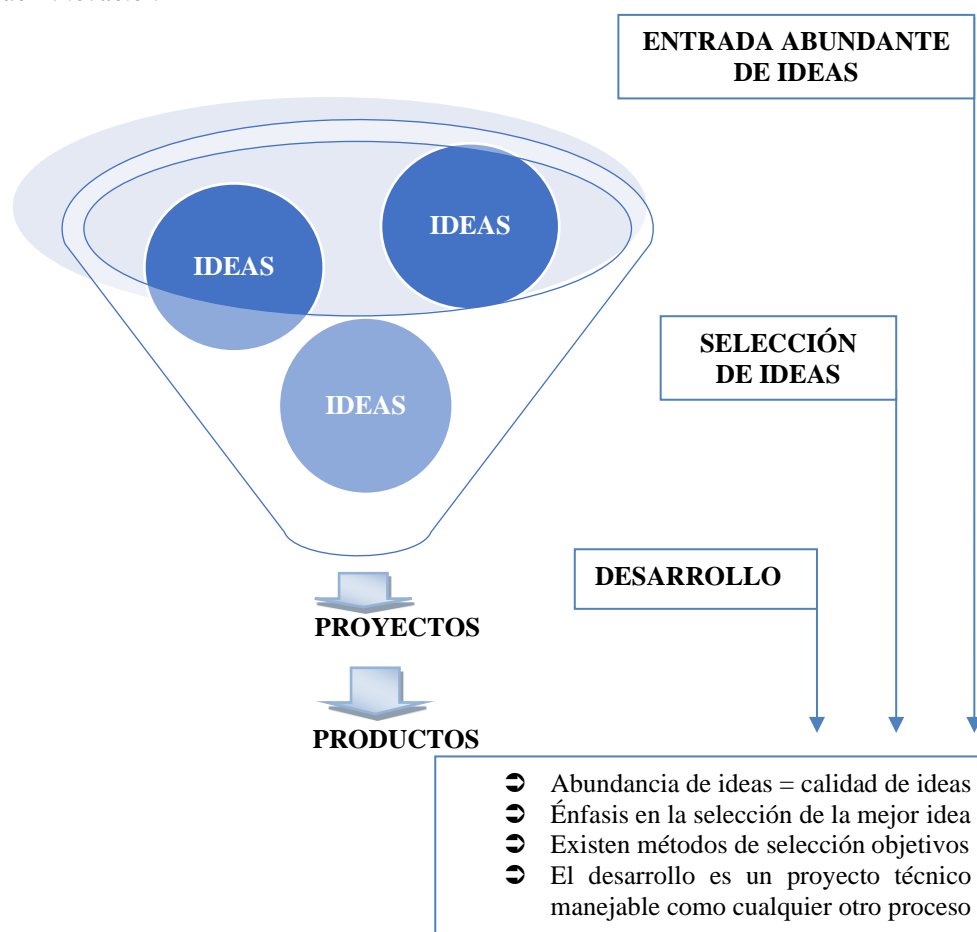 ENTRADA ABUNDANTE
DE IDEAS
IDEAS
IDEAS
IDEAS
SELECCIÓN
DE IDEAS
DESARROLLO
PROYECTOS
PRODUCTOS
Abundancia de ideas = calidad de ideas
Énfasis en la selección de la mejor idea
Existen métodos de selección objetivos
El desarrollo es un proyecto técnico
manejable como cualquier otro proceso